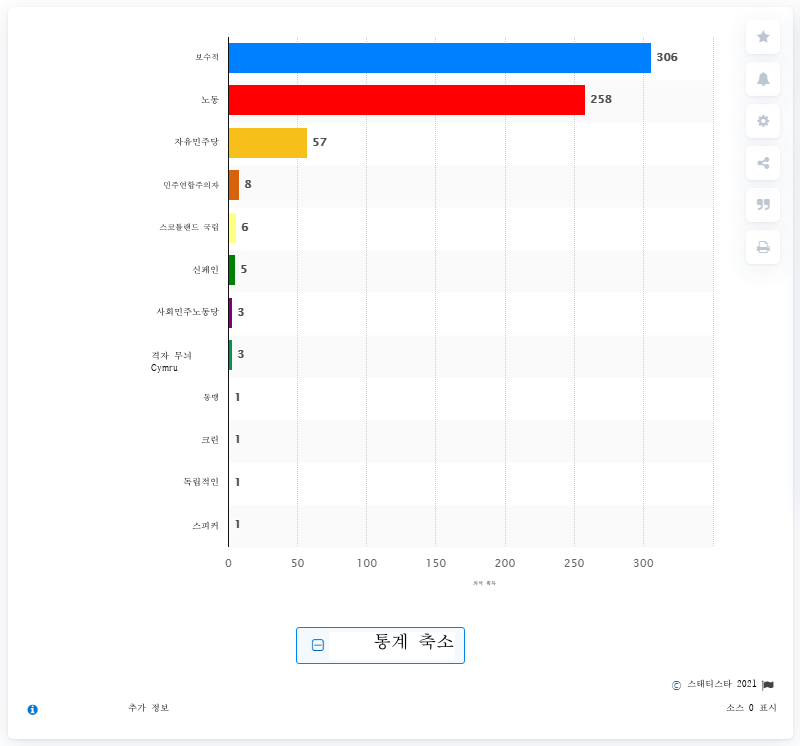 보수적
306
노동
258
자유민주당
57
민주연합주의자
8
스코틀랜드 국립
6
신페인
5
사회민주노동당
3
격자 무늬
Cymru
3
동맹
1
크린
1
독립적인
1
스피커
1
0 50 100 150 200 250 300
통계 축소
© 스태티스타 2021
추가 정보
소스 0 표시